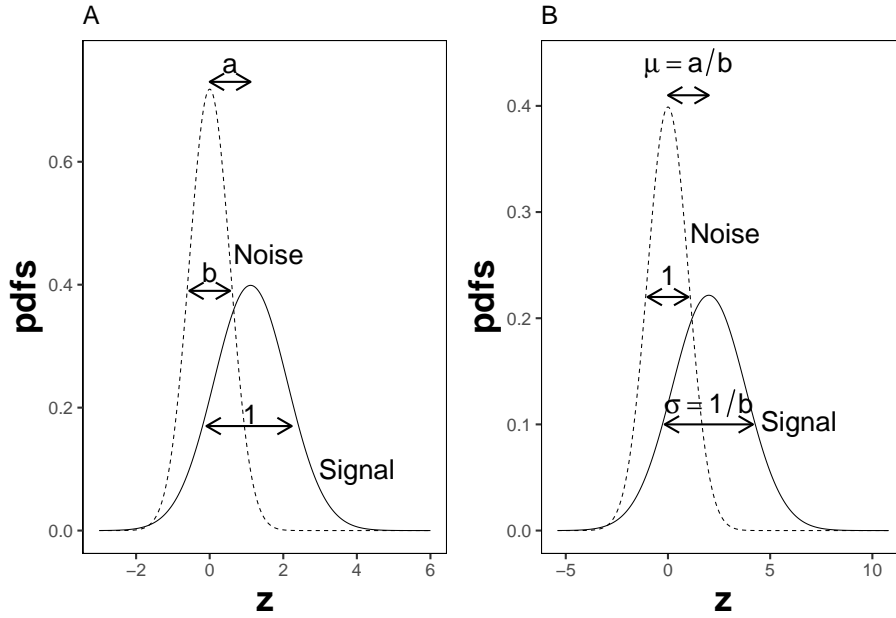 A
a
0.6
Noise
b
0.4
pdfs
1
0.2
Signal
0.0
−2
0
2
4
6
z
B
μ = a/b
0.4
Noise
0.3
1
pdfs
0.2
σ = 1/b
Signal
0.1
0.0
−5
0
5
10
z